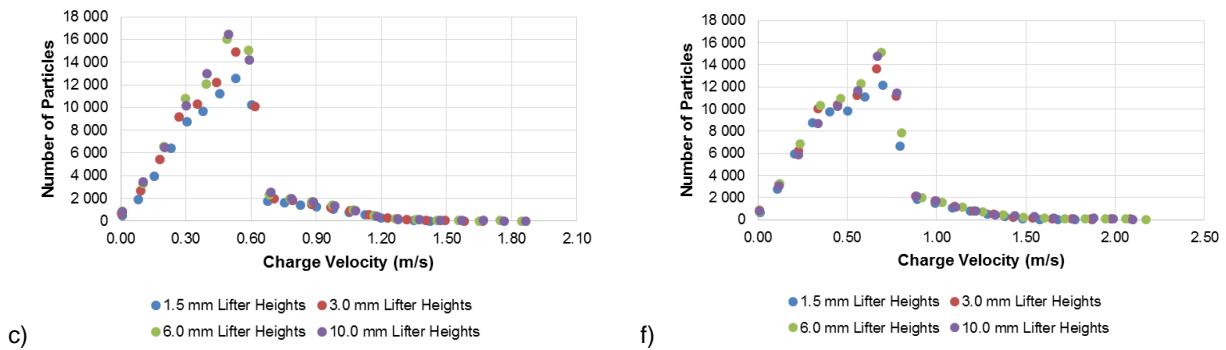 Number of Particles
18 000
16 000
14 000
12 000
10 000
8 000
6 000
4 000
2 000
0
0.00 0.30 0.60 0.90 1.20 1.50 1.80 2.10
Charge Velocity (m/s)
1.5 mm Lifter Heights 3.0 mm Lifter Heights
6.0 mm Lifter Heights 10.0 mm Lifter Heights
c)
Number of Particles
18 000
16 000
14 000
12 000
10 000
8 000
6 000
4 000
2 000
0
0.00 0.50 1.00 1.50 2.00 2.50
Charge Velocity (m/s)
1.5 mm Lifter Heights 3.0 mm Lifter Heights
6.0 mm Lifter Heights 10.0 mm Lifter Heights
f)